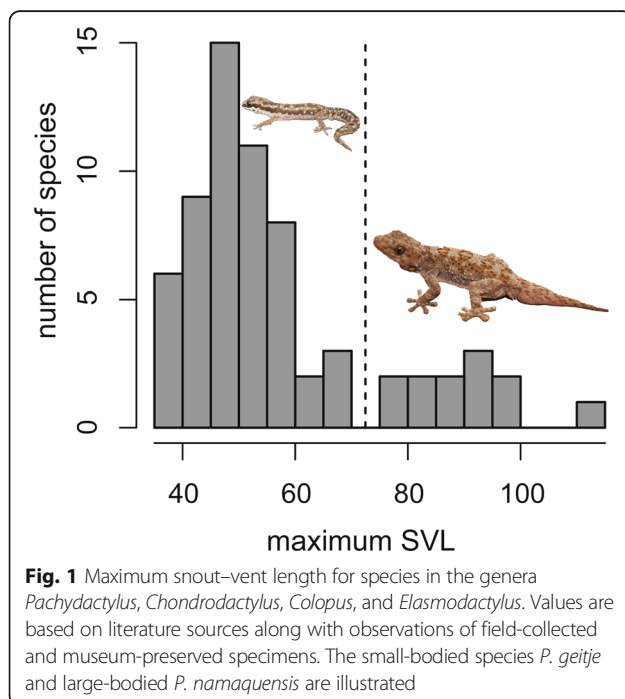 15
10
5
0
number of species
40 60 80 100
maximum SVL
Fig. 1 Maximum snout–vent length for species in the genera
Pachydactylus, Chondrodactylus, Colopus, and Elasmodactylus. Values are
based on literature sources along with observations of field-collected
and museum-preserved specimens. The small-bodied species P. geitje
and large-bodied P. namaquensis are illustrated